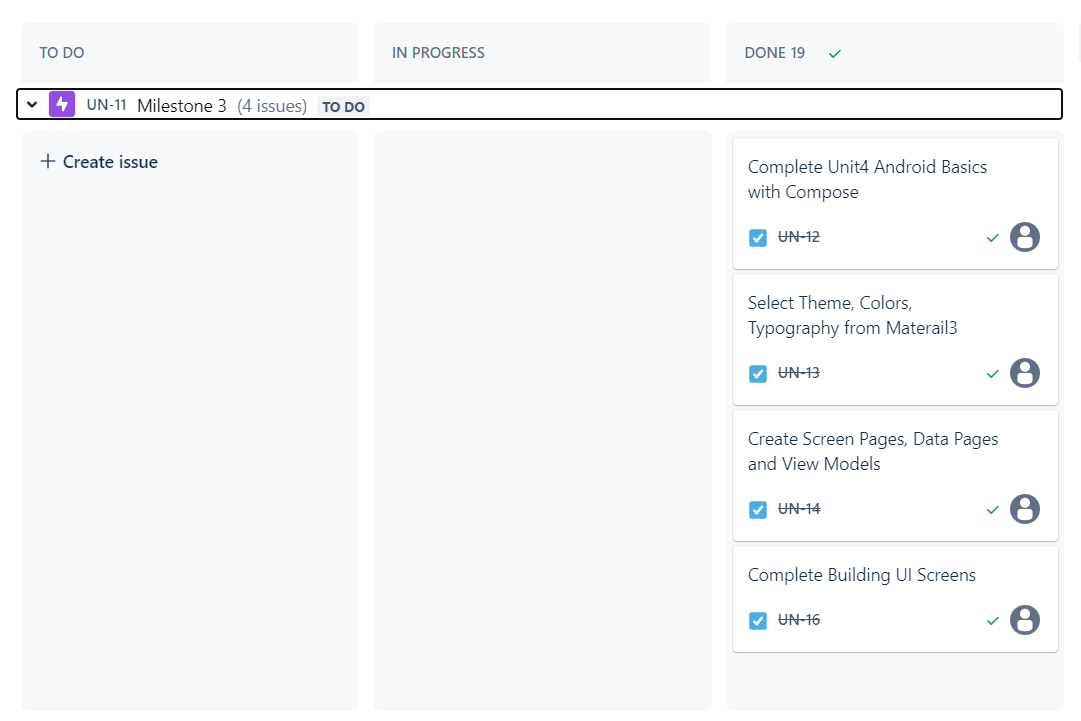 TO DO
IN PROGRESS
DONE 19
UN-11 Milestone 3 (4 issues) TO DO
+ Create issue
Complete Unit4 Android Basics
with Compose
UN-12
Select Theme, Colors,
Typography from Materail3
UN-13
Create Screen Pages, Data Pages
and View Models
UN-14
Complete Building UI Screens
UN-16